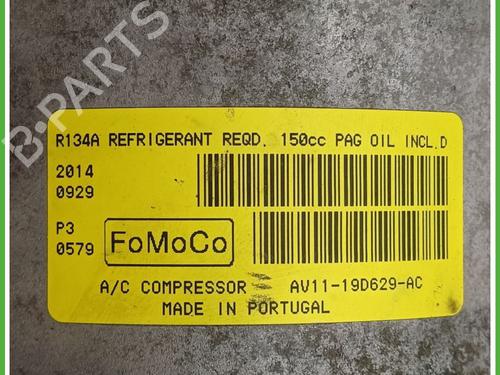 B-PARTS
R134A REFRIGERANT REQD. 150cc PAG OIL INCL.D
2014
0929
P3
0579
FoMoCo
A/C COMPRESSOR AV11-19D629-AC
MADE IN PORTUGAL